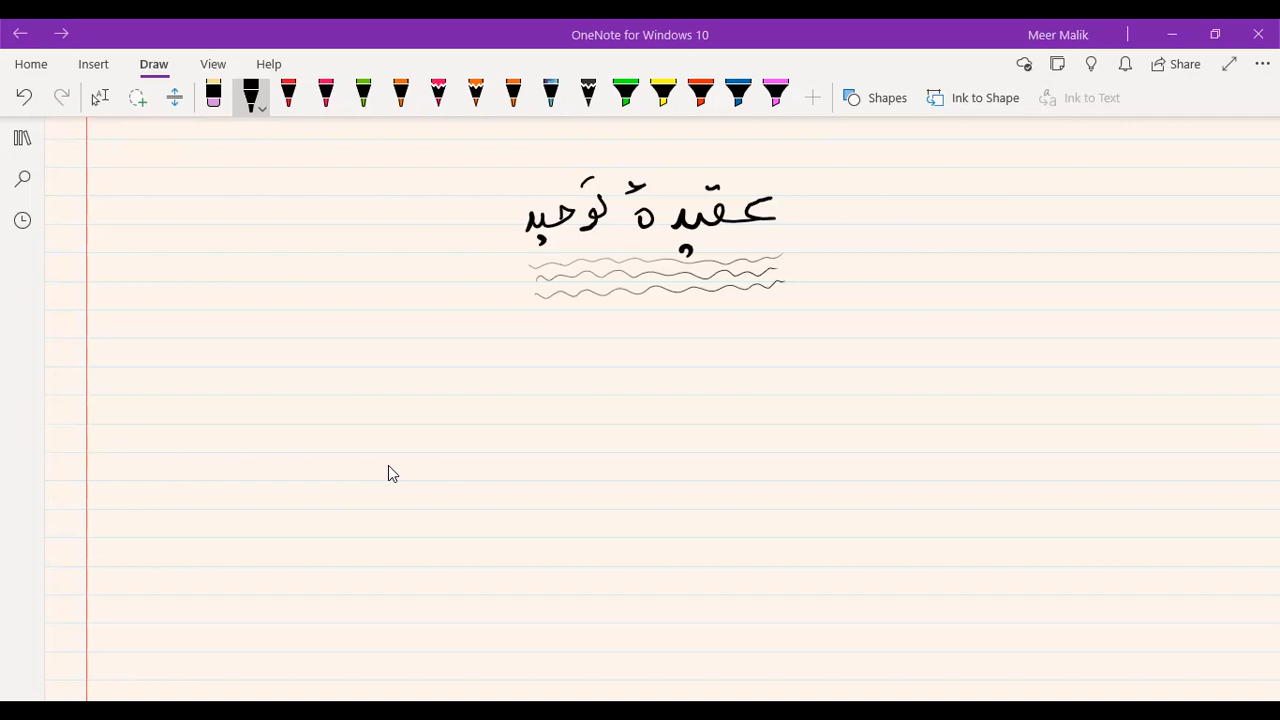 OneNote for Windows 10
Meer Malik
Home Insert Draw View Help
Share
Shapes Ink to Shape Ink to Text
عقیدہٴ توحید